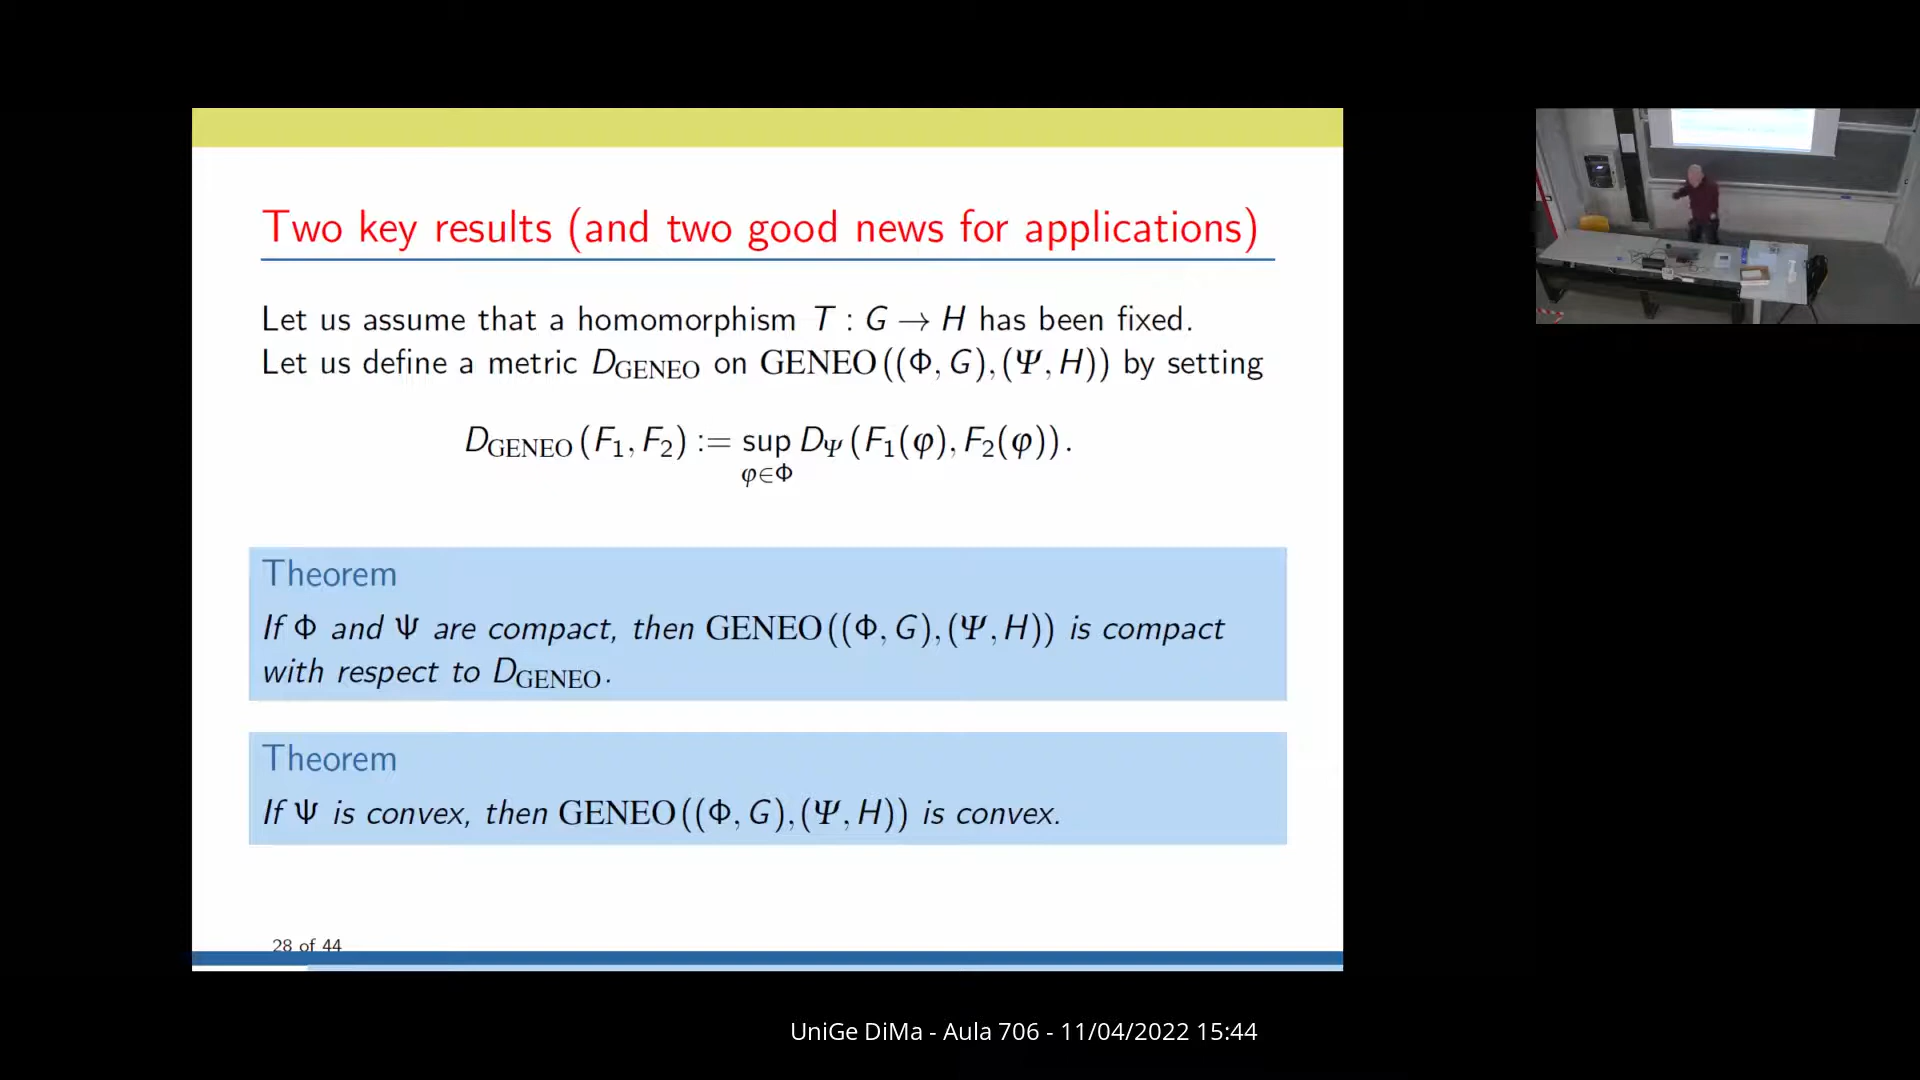 Two key results (and two good news for applications)
Let us assume that a homomorphism T : G → H has been fixed.
Let us define a metric D_GENEO on GENEO((Φ, G), (Ψ, H)) by setting
D_GENEO(F₁, F₂) := sup D_Ψ(F₁(φ), F₂(φ)).
φ∈Φ
Theorem
If Φ and Ψ are compact, then GENEO((Φ, G), (Ψ, H)) is compact
with respect to D_GENEO.
Theorem
If Ψ is convex, then GENEO((Φ, G), (Ψ, H)) is convex.
28 of 44
UniGe DiMa - Aula 706 - 11/04/2022 15:44